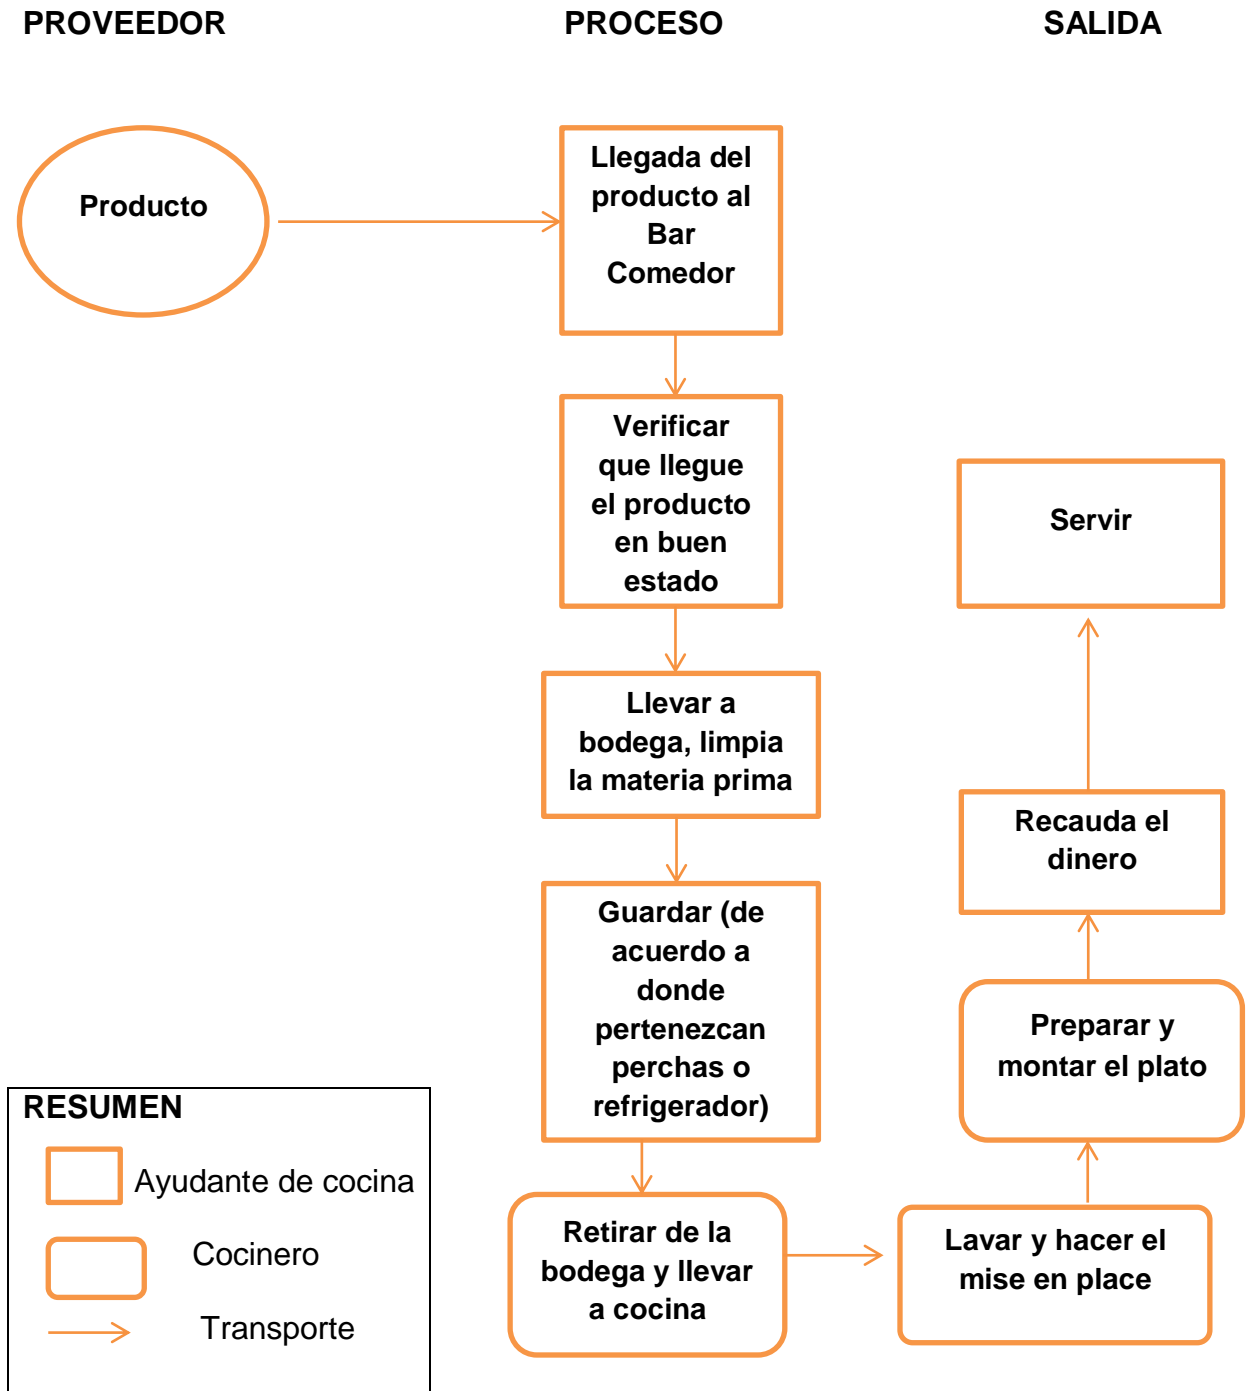 PROVEEDOR
PROCESO
SALIDA
Producto
Llegada del
producto al
Bar
Comedor
Verificar
que llegue
el producto
en buen
estado
Llevar a
bodega, limpia
la materia prima
Guardar (de
acuerdo a
donde
pertenezcan
perchas o
refrigerador)
Retirar de la
bodega y llevar
a cocina
Lavar y hacer el
mise en place
Preparar y
montar el plato
Recauda el
dinero
Servir
RESUMEN
Ayudante de cocina
Cocinero
Transporte